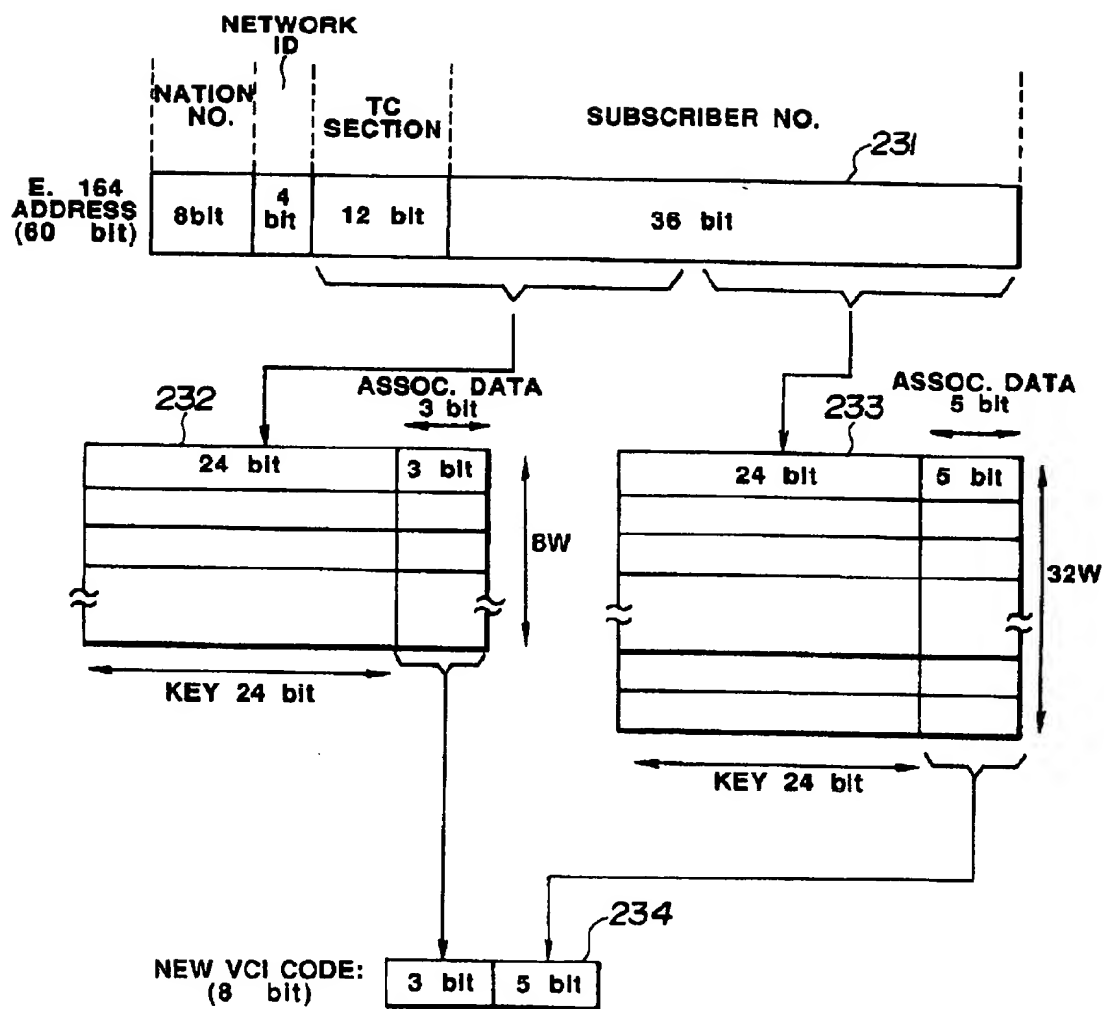 NETWORK
ID
NATION
NO.
TC
SECTION
SUBSCRIBER NO.
231
E. 164
ADDRESS
(60 bit)
8bit
4
bit
12 bit
36 bit
232
ASSOC. DATA
3 bit
24 bit
3 bit
8W
KEY 24 bit
233
ASSOC. DATA
5 bit
24 bit
5 bit
32W
KEY 24 bit
234
NEW VCI CODE:
(8 bit)
3 bit
5 bit